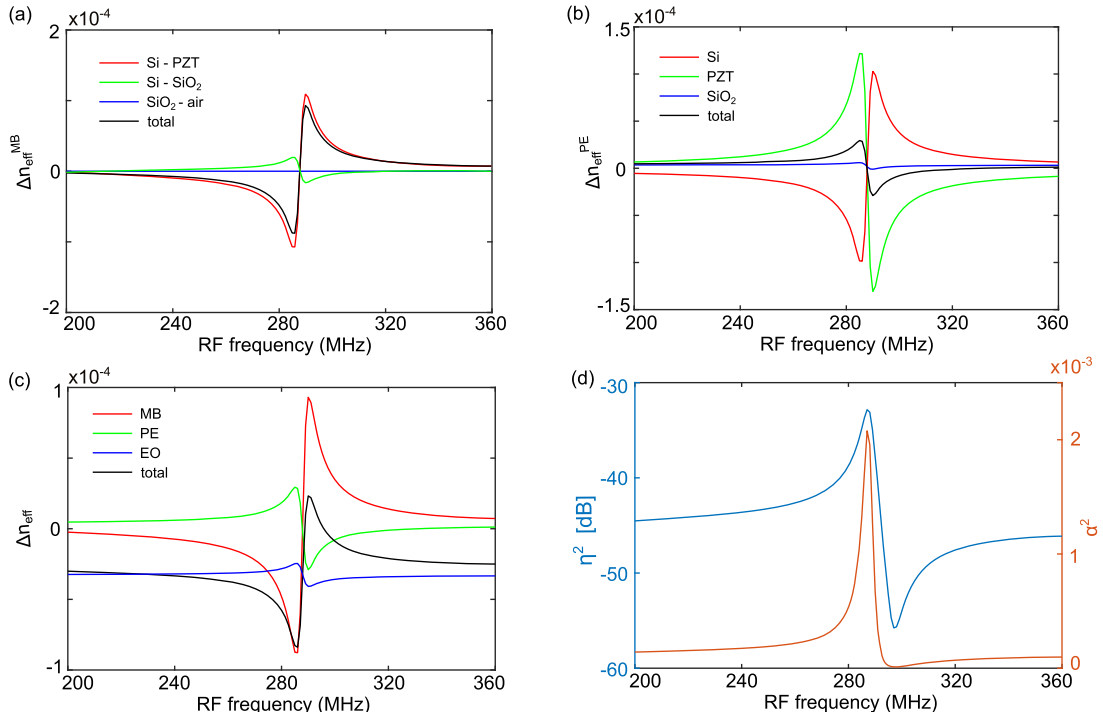 (a)
x10⁻⁴
2
Si - PZT
Si - SiO₂
SiO₂ - air
total
Δn_eff^MB
0
-2
200 240 280 320 360
RF frequency (MHz)
(b)
x10⁻⁴
1.5
Si
PZT
SiO₂
total
Δn_eff^PE
0
-1.5
200 240 280 320 360
RF frequency (MHz)
(c)
x10⁻⁴
1
MB
PE
EO
total
Δn_eff
0
-1
200 240 280 320 360
RF frequency (MHz)
(d)
x10⁻³
-30
-40
-50
-60
η² [dB]
2
1
0
α²
200 240 280 320 360
RF frequency (MHz)